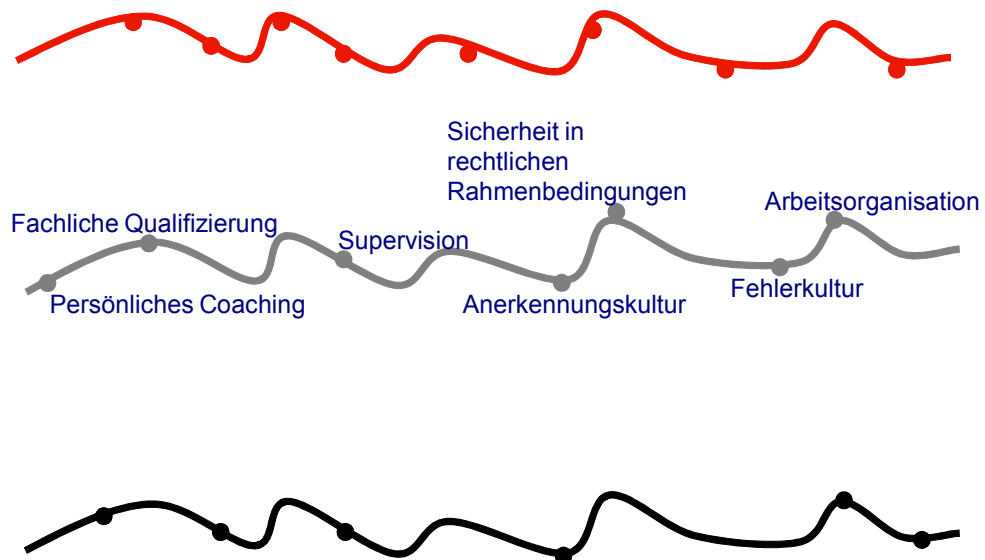 Sicherheit in
rechtlichen
Rahmenbedingungen
Arbeitsorganisation
Fachliche Qualifizierung
Supervision
Fehlerkultur
Persönliches Coaching
Anerkennungskultur